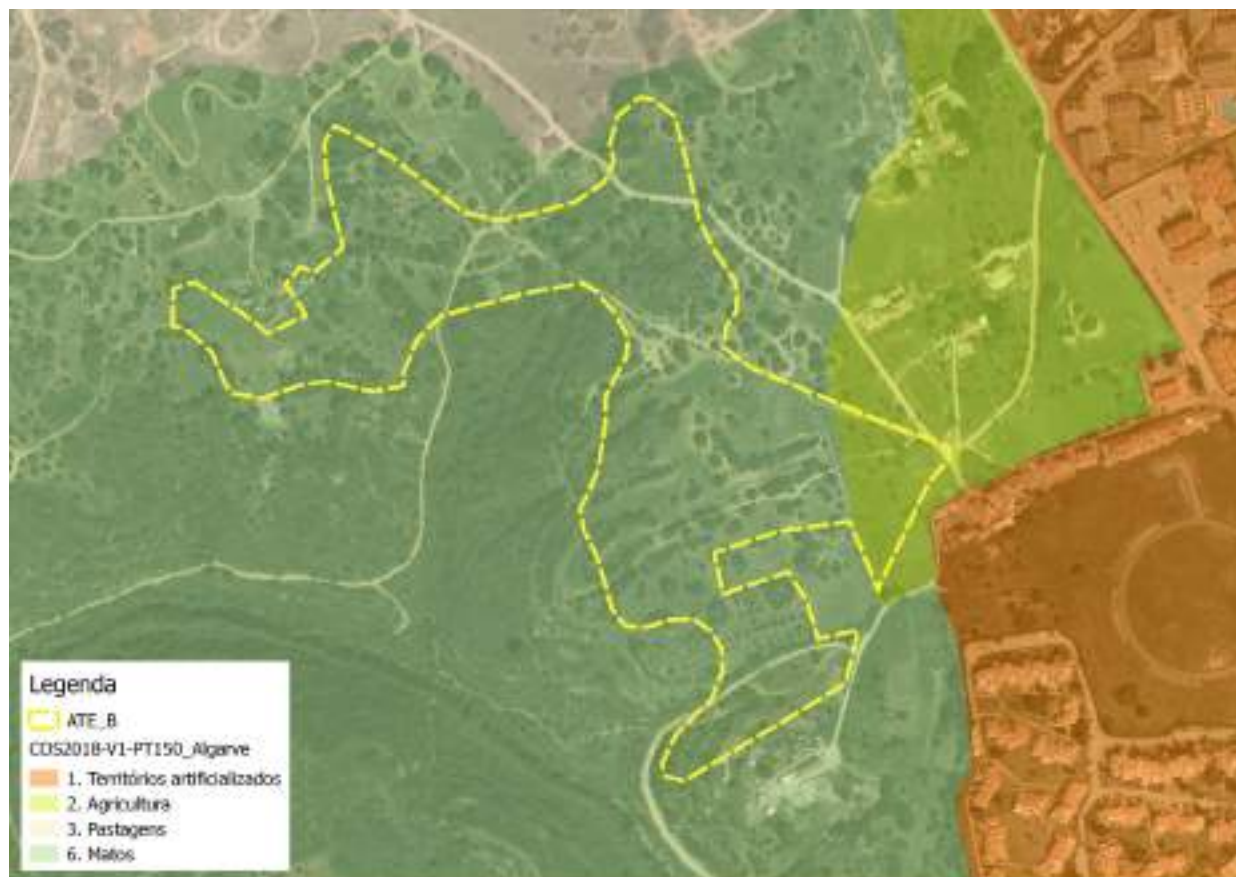 Legenda
ATE_B
COS2018-V1-PT150_Algarve
1. Territórios artificializados
2. Agricultura
3. Pastagens
6. Matos